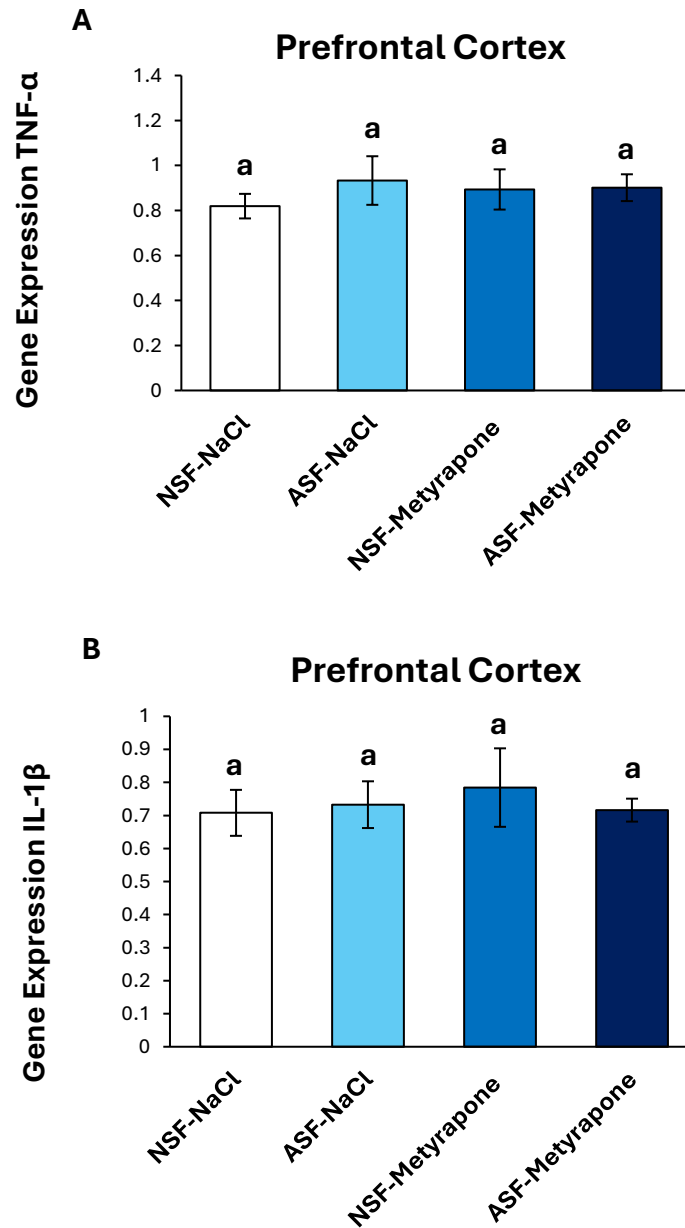 A
Prefrontal Cortex
Gene Expression TNF-α
1.4
1.2
1
0.8
0.6
0.4
0.2
0
a
a
a
a
NSF-NaCl
ASF-NaCl
NSF-Metyrapone
ASF-Metyrapone
B
Prefrontal Cortex
Gene Expression IL-1β
1
0.9
0.8
0.7
0.6
0.5
0.4
0.3
0.2
0.1
0
a
a
a
a
NSF-NaCl
ASF-NaCl
NSF-Metyrapone
ASF-Metyrapone